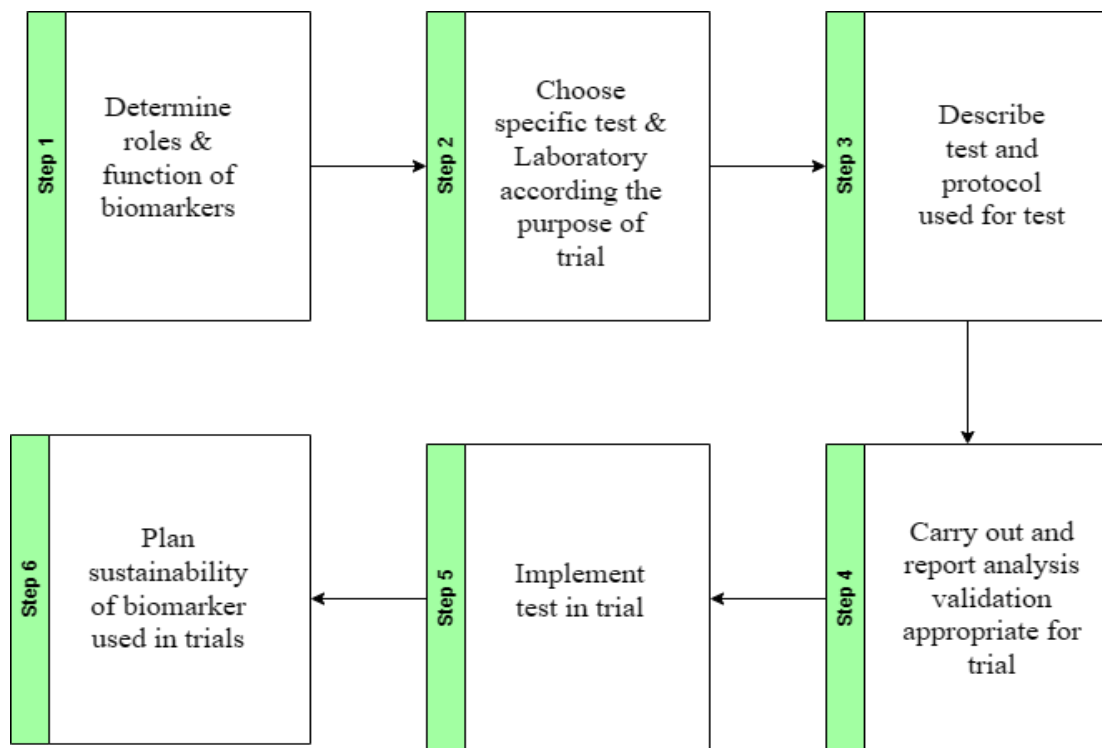 Step 1
Determine
roles &
function of
biomarkers
Step 2
Choose
specific test &
Laboratory
according the
purpose of
trial
Step 3
Describe
test and
protocol
used for test
Step 4
Carry out and
report analysis
validation
appropriate for
trial
Step 5
Implement
test in trial
Step 6
Plan
sustainability
of biomarker
used in trials